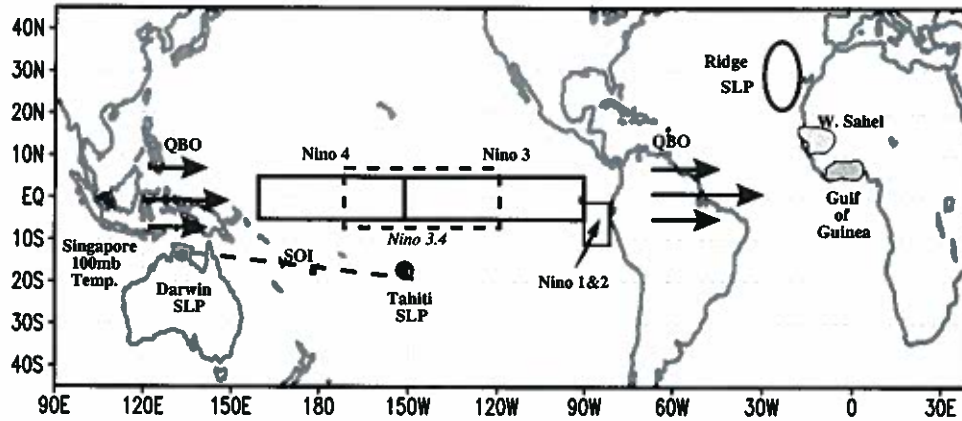 40N
30N
20N
10N
EQ
10S
20S
30S
40S
Ridge
SLP
QBO
QBO
W. Sahel
Nino 4
Nino 3
Gulf
of
Guinea
Nino 3.4
Singapore
100mb
Temp.
SOI
Nino 1&2
Darwin
SLP
Tahiti
SLP
90E
120E
150E
180
150W
120W
90W
60W
30W
0
30E